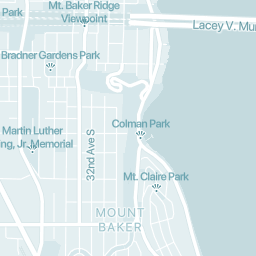 Mt. Baker Ridge
Viewpoint
Park
Lacey V. Mu
Bradner Gardens Park
Martin Luther
ng, Jr. Memorial
32nd Ave S
Colman Park
Mt. Claire Park
MOUNT
BAKER